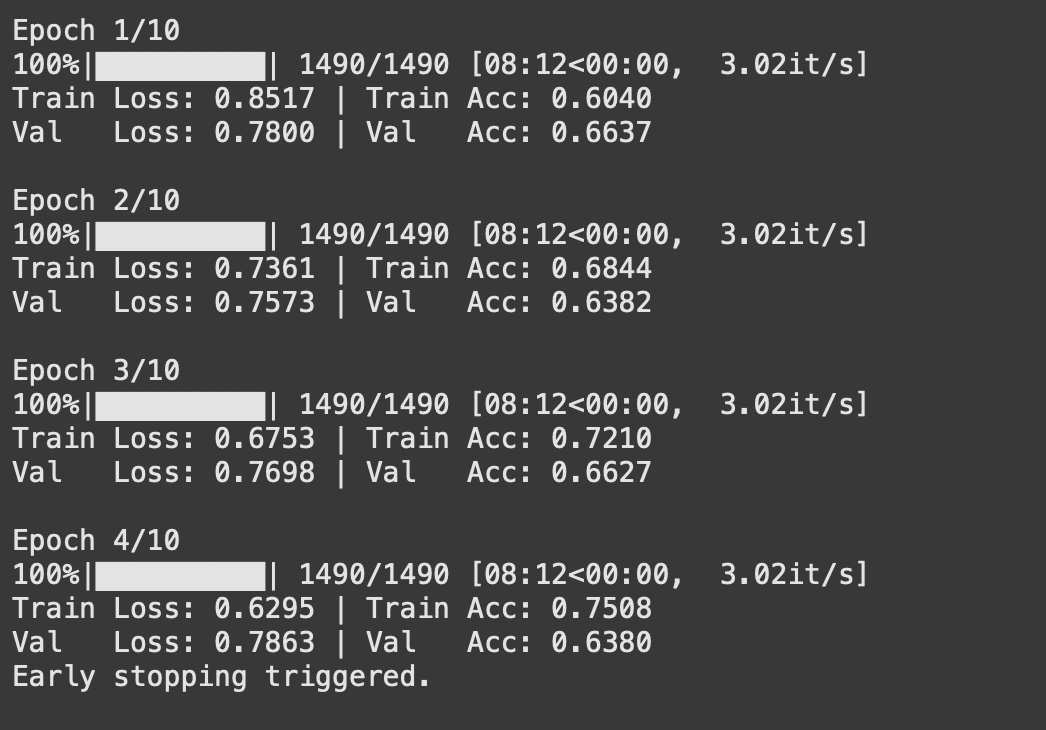 Epoch 1/10
100%|██████████| 1490/1490 [08:12<00:00,  3.02it/s]
Train Loss: 0.8517 | Train Acc: 0.6040
Val   Loss: 0.7800 | Val   Acc: 0.6637

Epoch 2/10
100%|██████████| 1490/1490 [08:12<00:00,  3.02it/s]
Train Loss: 0.7361 | Train Acc: 0.6844
Val   Loss: 0.7573 | Val   Acc: 0.6382

Epoch 3/10
100%|██████████| 1490/1490 [08:12<00:00,  3.02it/s]
Train Loss: 0.6753 | Train Acc: 0.7210
Val   Loss: 0.7698 | Val   Acc: 0.6627

Epoch 4/10
100%|██████████| 1490/1490 [08:12<00:00,  3.02it/s]
Train Loss: 0.6295 | Train Acc: 0.7508
Val   Loss: 0.7863 | Val   Acc: 0.6380
Early stopping triggered.